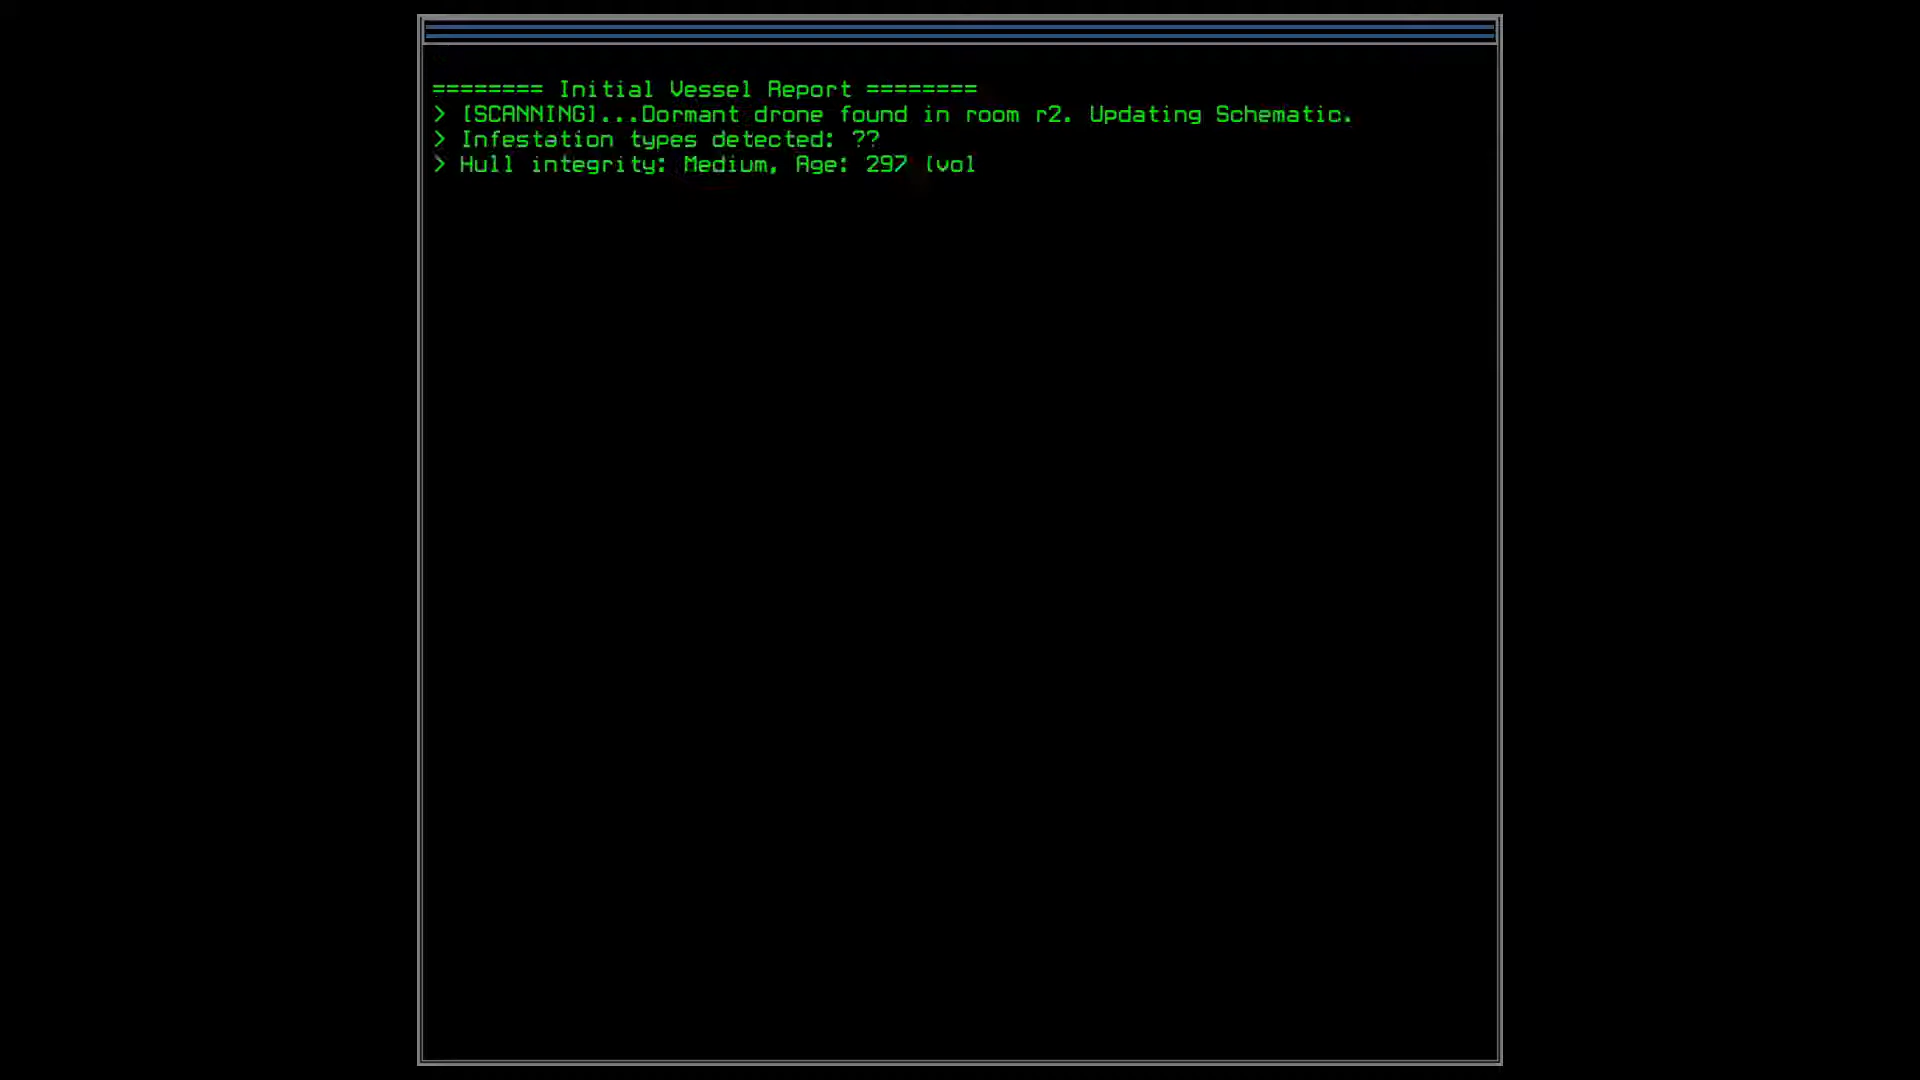 ======== Initial Vessel Report ========
> [SCANNING]...Dormant drone found in room r2. Updating Schematic.
> Infestation types detected: ??
> Hull integrity: Medium, Age: 297 (vol